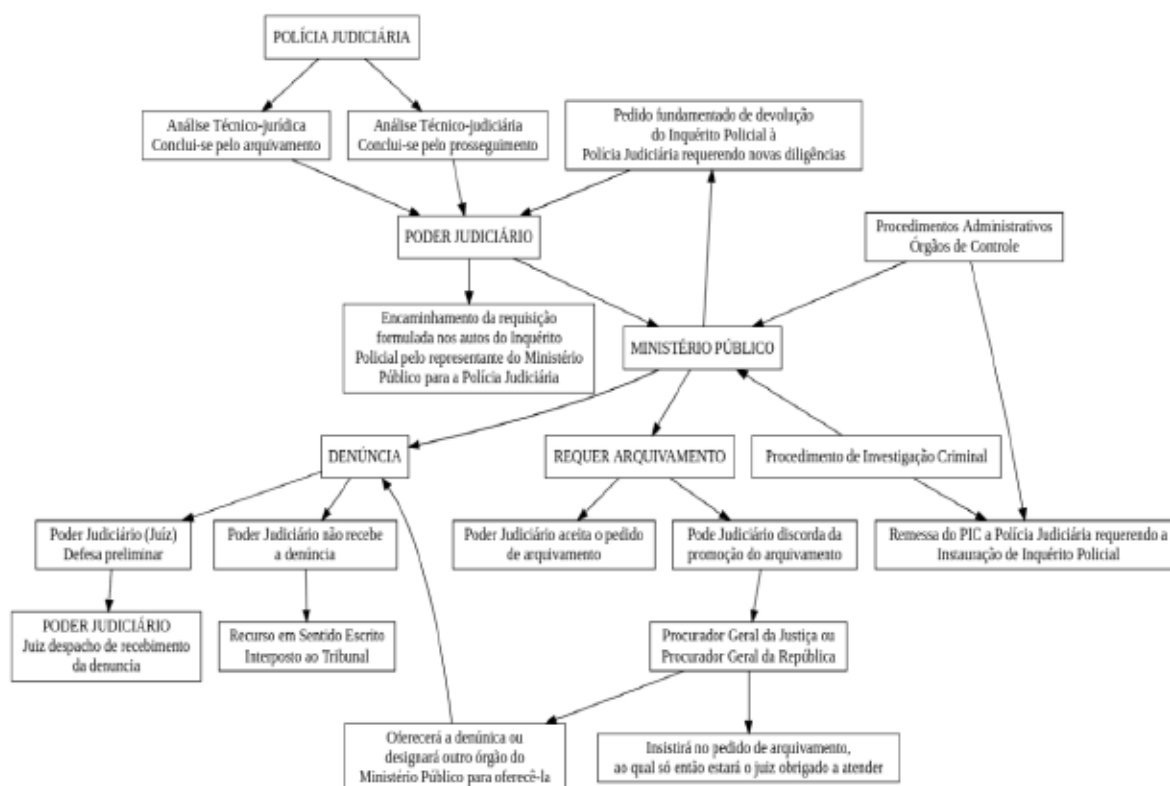 POLÍCIA JUDICIÁRIA
Análise Técnico-jurídica
Conclui-se pelo arquivamento
Análise Técnico-judiciária
Conclui-se pelo prosseguimento
Pedido fundamentado de devolução
do Inquérito Policial à
Polícia Judiciária requerendo novas diligências
PODER JUDICIÁRIO
Procedimentos Administrativos
Órgãos de Controle
Encaminhamento da requisição
formulada nos autos do Inquérito
Policial pelo representante do Ministério
Público para a Polícia Judiciária
MINISTÉRIO PÚBLICO
DENÚNCIA
REQUER ARQUIVAMENTO
Procedimento de Investigação Criminal
Poder Judiciário (Juíz)
Defesa preliminar
Poder Judiciário não recebe
a denúncia
Poder Judiciário aceita o pedido
de arquivamento
Pode Judiciário discorda da
promoção do arquivamento
Remessa do PIC a Polícia Judiciária requerendo a
Instauração de Inquérito Policial
PODER JUDICIÁRIO
Juiz despacho de recebimento
da denuncia
Recurso em Sentido Escrito
Interposto ao Tribunal
Procurador Geral da Justiça ou
Procurador Geral da República
Oferecerá a denúnica ou
designará outro órgão do
Ministério Público para oferecê-la
Insistirá no pedido de arquivamento,
ao qual só então estará o juiz obrigado a atender